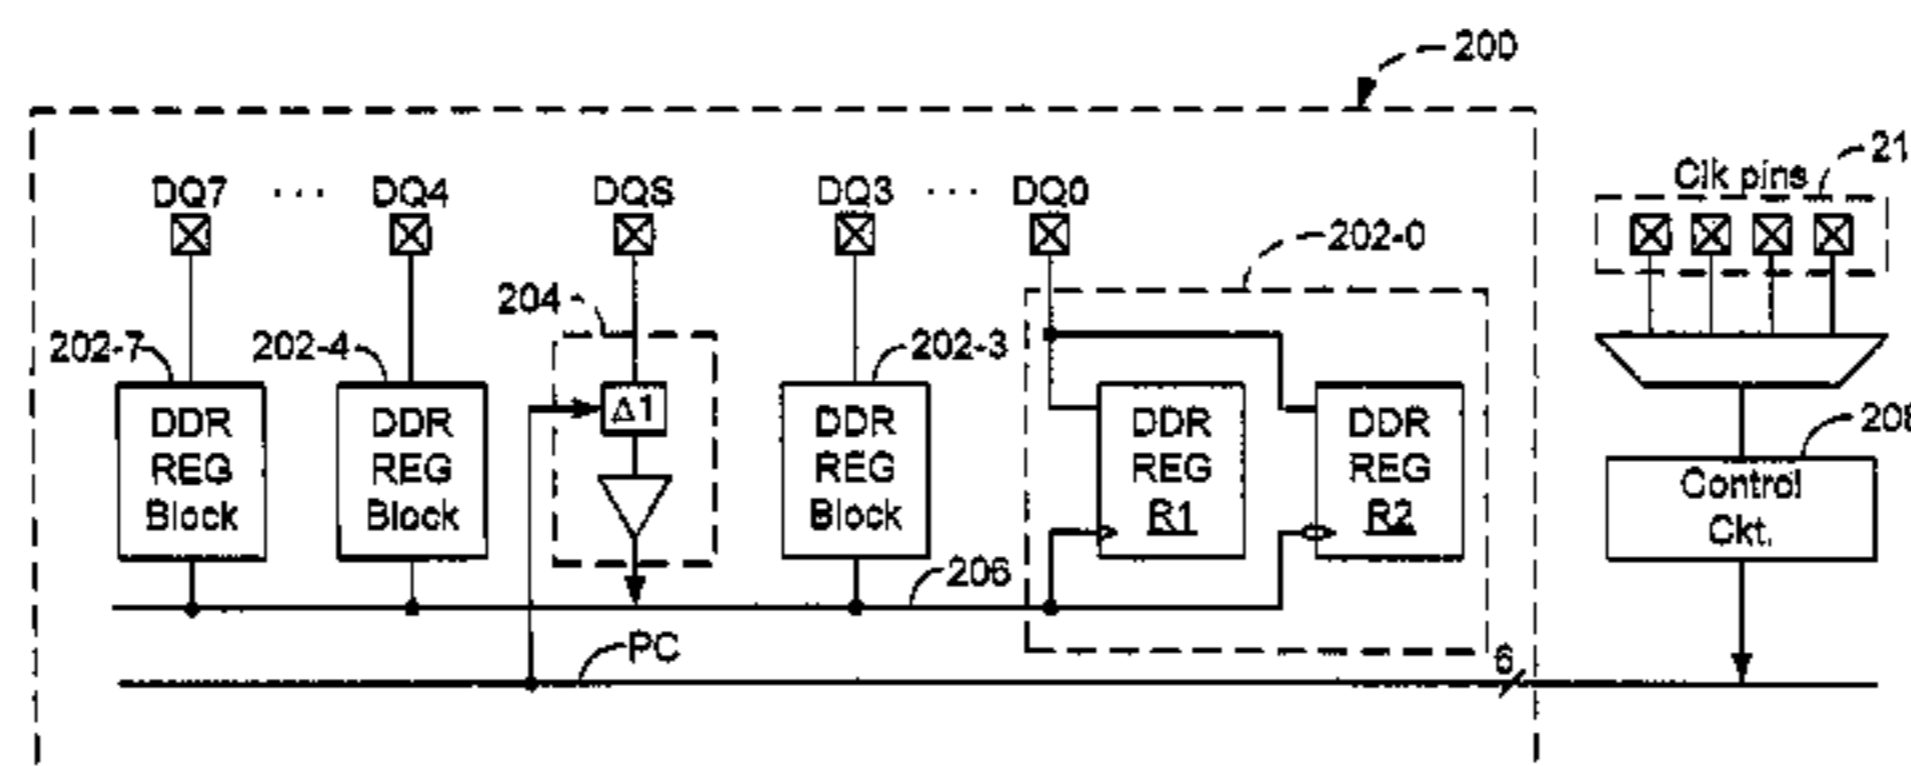 200
21
Clk pins
DQ7 ... DQ4 DQS DQ3 ... DQ0
202-0
204
202-7 202-4 202-3
208
DDR REG Block
DDR REG Block
Δ1
DDR REG Block
DDR REG R1
DDR REG R2
Control Ckt.
206
PC
6